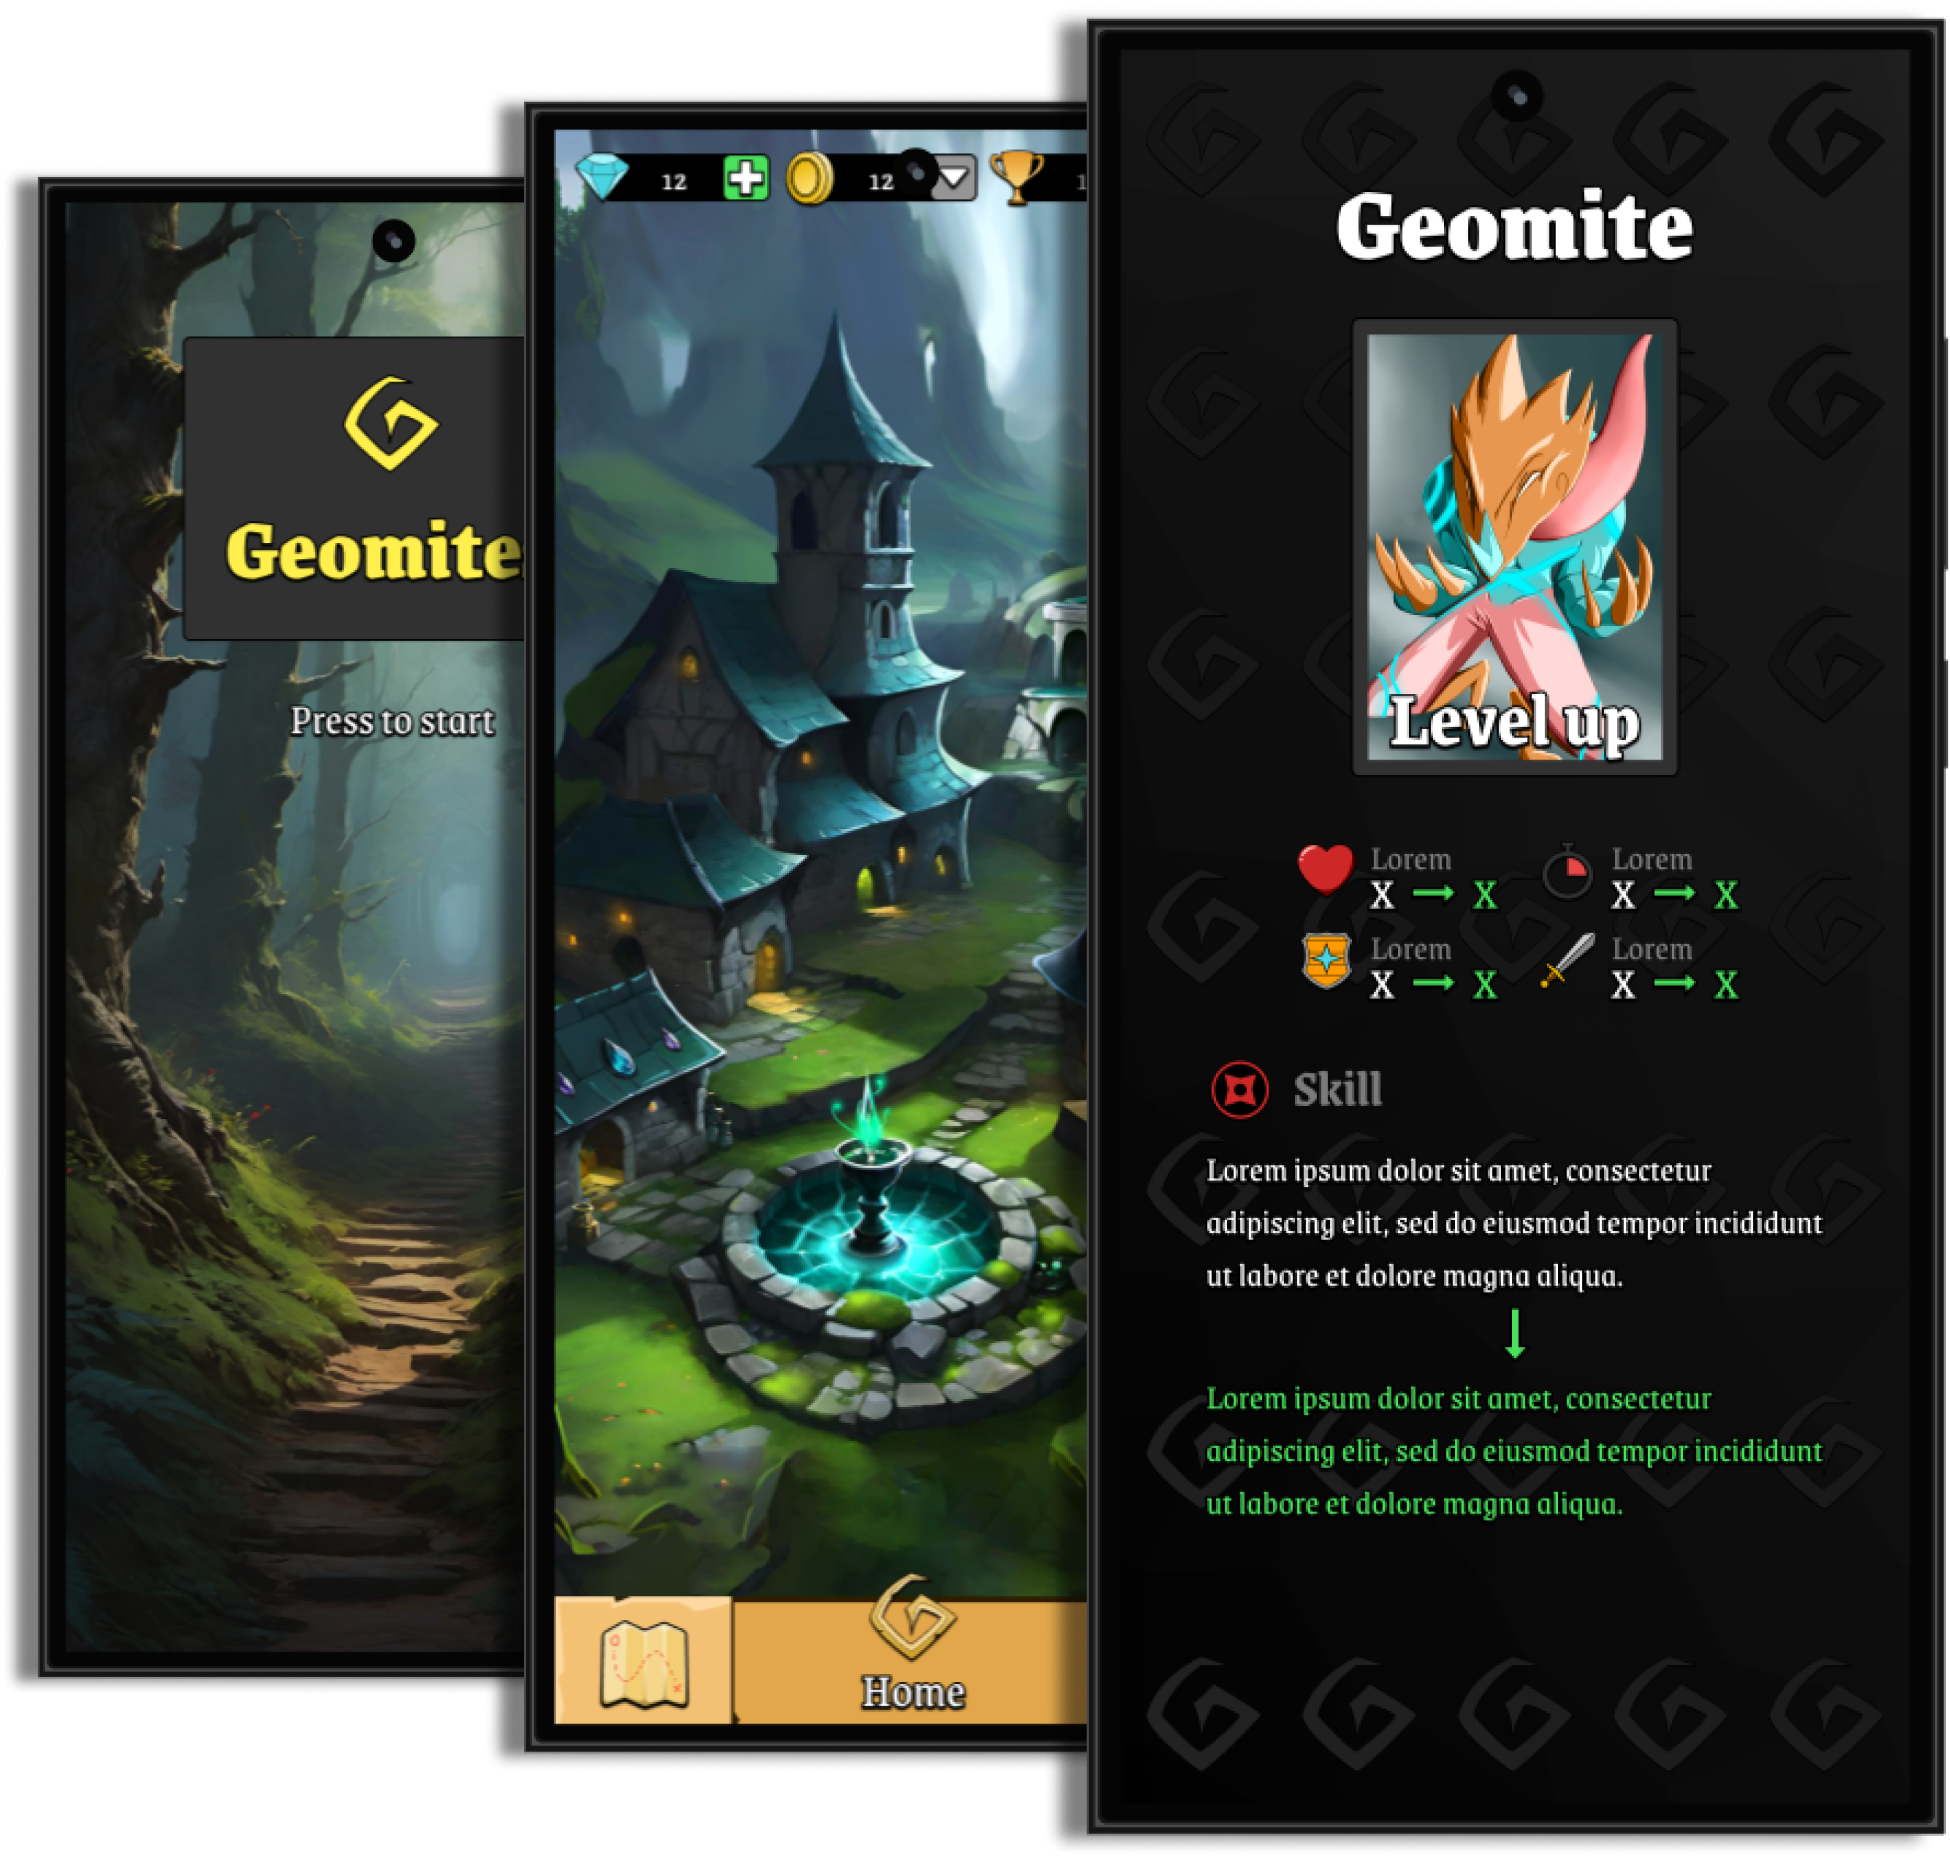 Geomite
Press to start
12
12
Home
Geomite
Level up
Lorem
X → X
Lorem
X → X
Lorem
X → X
Lorem
X → X
Skill
Lorem ipsum dolor sit amet, consectetur
adipiscing elit, sed do eiusmod tempor incididunt
ut labore et dolore magna aliqua.
Lorem ipsum dolor sit amet, consectetur
adipiscing elit, sed do eiusmod tempor incididunt
ut labore et dolore magna aliqua.